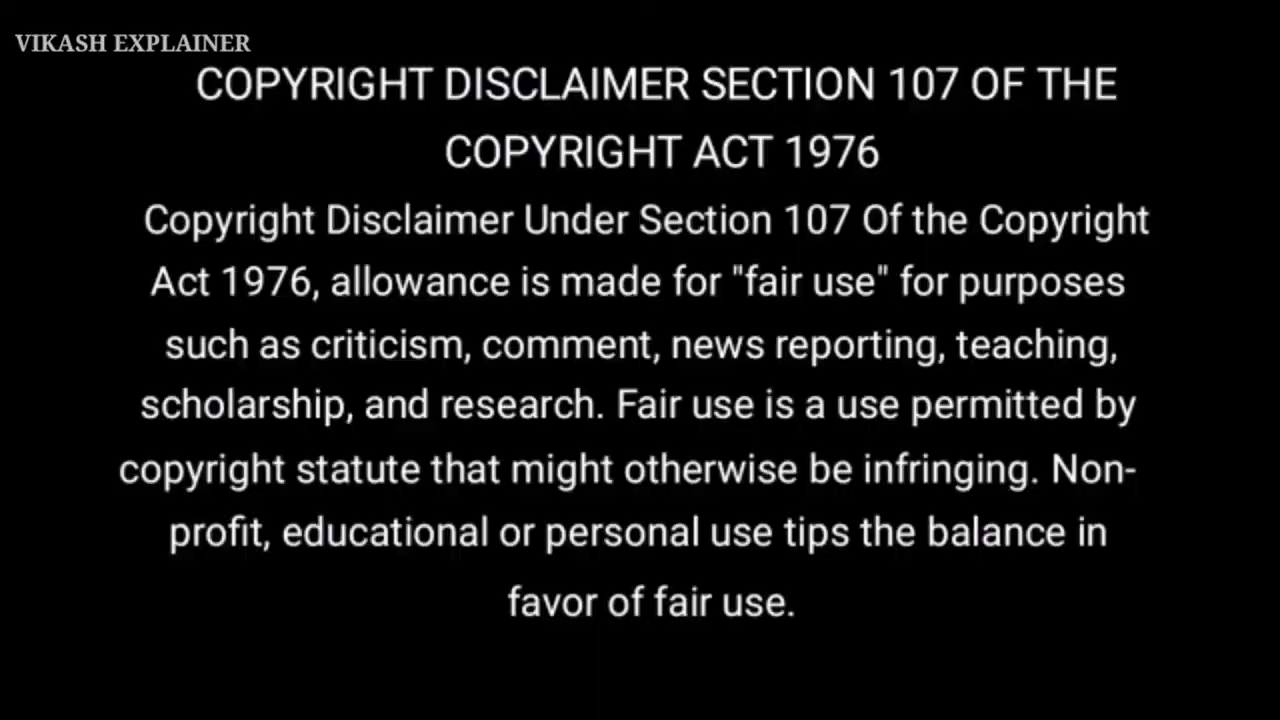 VIKASH EXPLAINER
COPYRIGHT DISCLAIMER SECTION 107 OF THE
COPYRIGHT ACT 1976
Copyright Disclaimer Under Section 107 Of the Copyright
Act 1976, allowance is made for "fair use" for purposes
such as criticism, comment, news reporting, teaching,
scholarship, and research. Fair use is a use permitted by
copyright statute that might otherwise be infringing. Non-
profit, educational or personal use tips the balance in
favor of fair use.